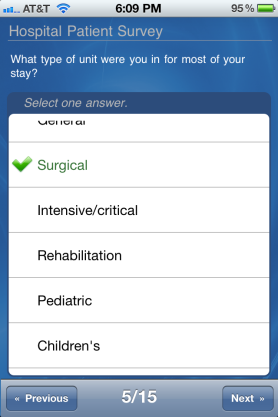 AT&T 6:09 PM 95%
Hospital Patient Survey
What type of unit were you in for most of your
stay?
Select one answer.
General
Surgical
Intensive/critical
Rehabilitation
Pediatric
Children's
« Previous 5/15 Next »